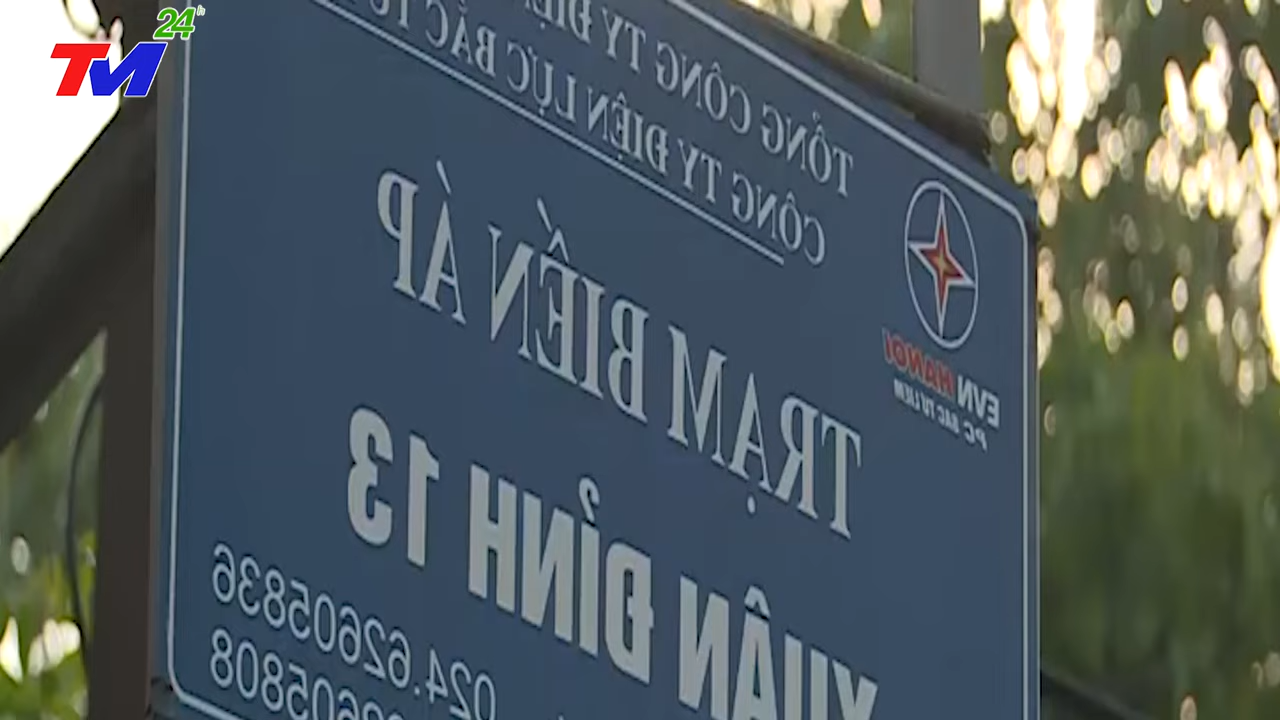 TM 24h
TỔNG CÔNG TY ĐIỆN
CÔNG TY ĐIỆN LỰC BẮC TỪ
EVN HANOI
PC BẮC TỪ LIÊM
TRẠM BIẾN ÁP
XUÂN ĐỈNH 13
024.62605836
62605808